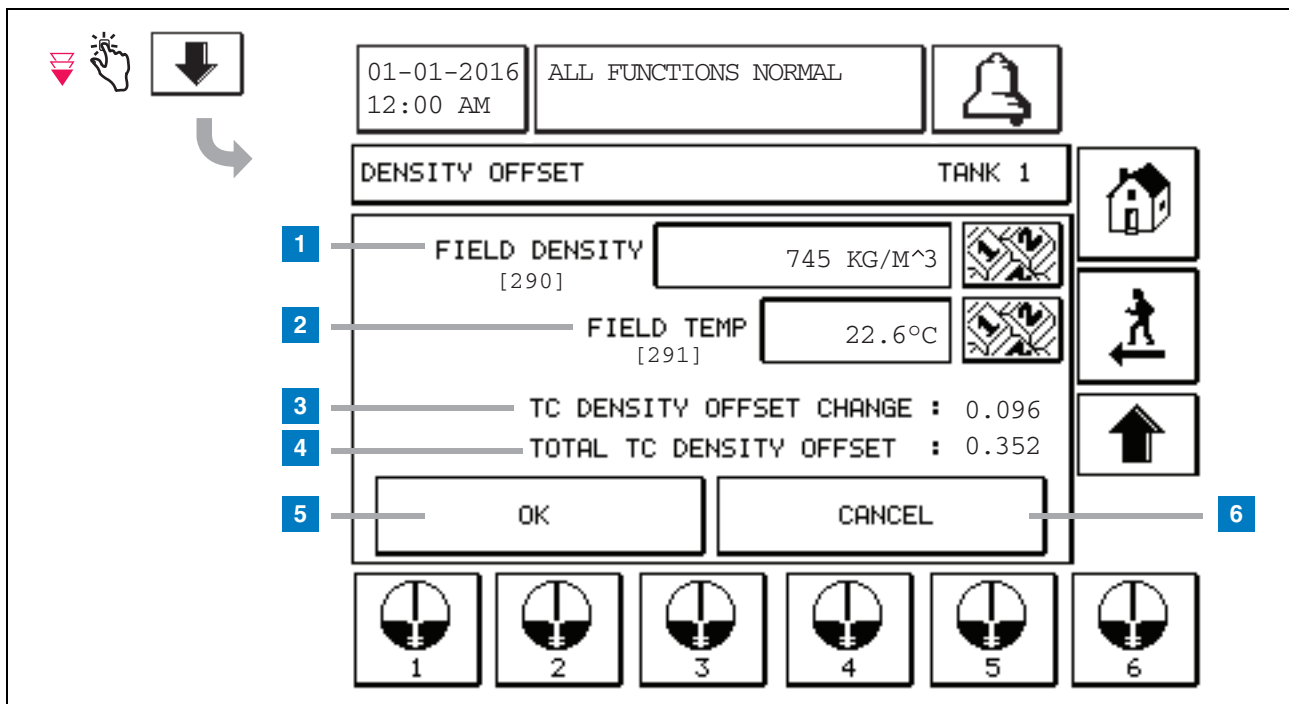 01-01-2016
12:00 AM
ALL FUNCTIONS NORMAL
DENSITY OFFSET TANK 1
1
FIELD DENSITY 745 KG/M^3
[290]
2
FIELD TEMP 22.6°C
[291]
3
TC DENSITY OFFSET CHANGE : 0.096
4
TOTAL TC DENSITY OFFSET : 0.352
5
OK
CANCEL
6
1 2 3 4 5 6